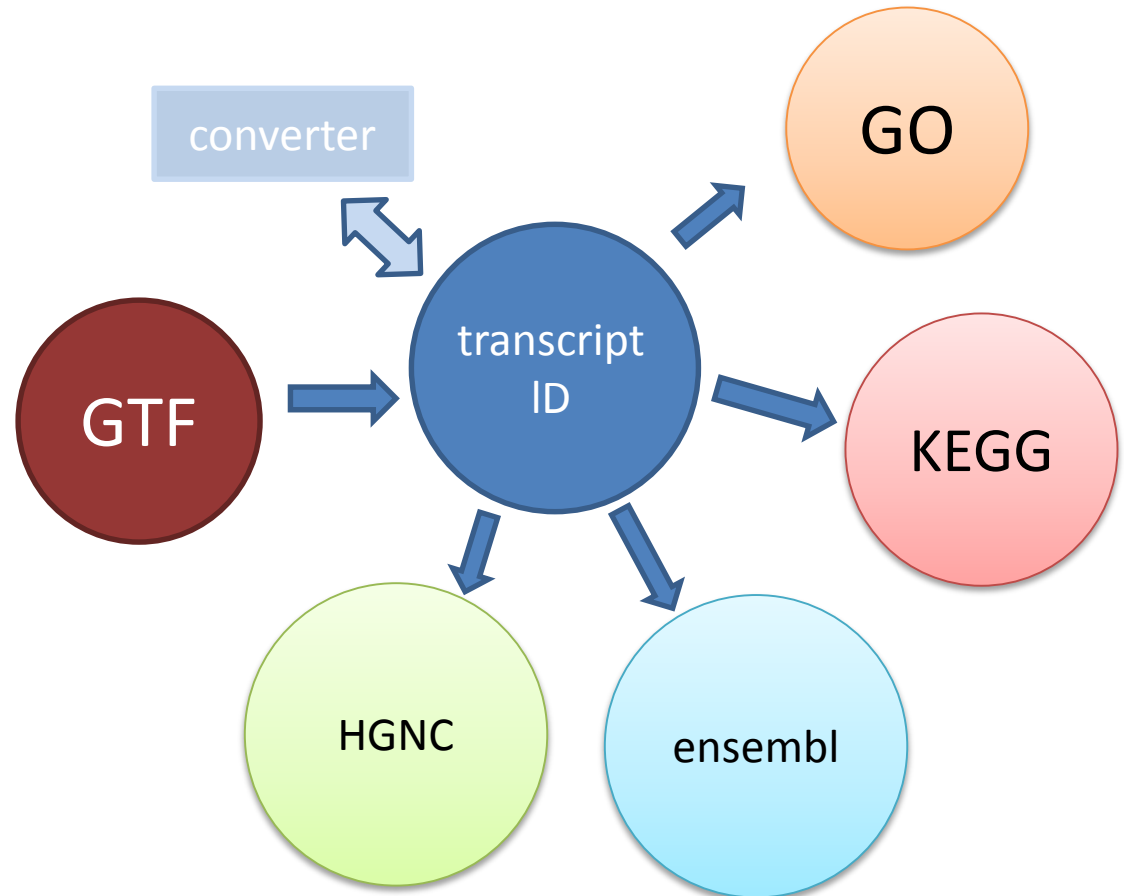 converter
GO
transcript
ID
GTF
KEGG
HGNC
ensembl